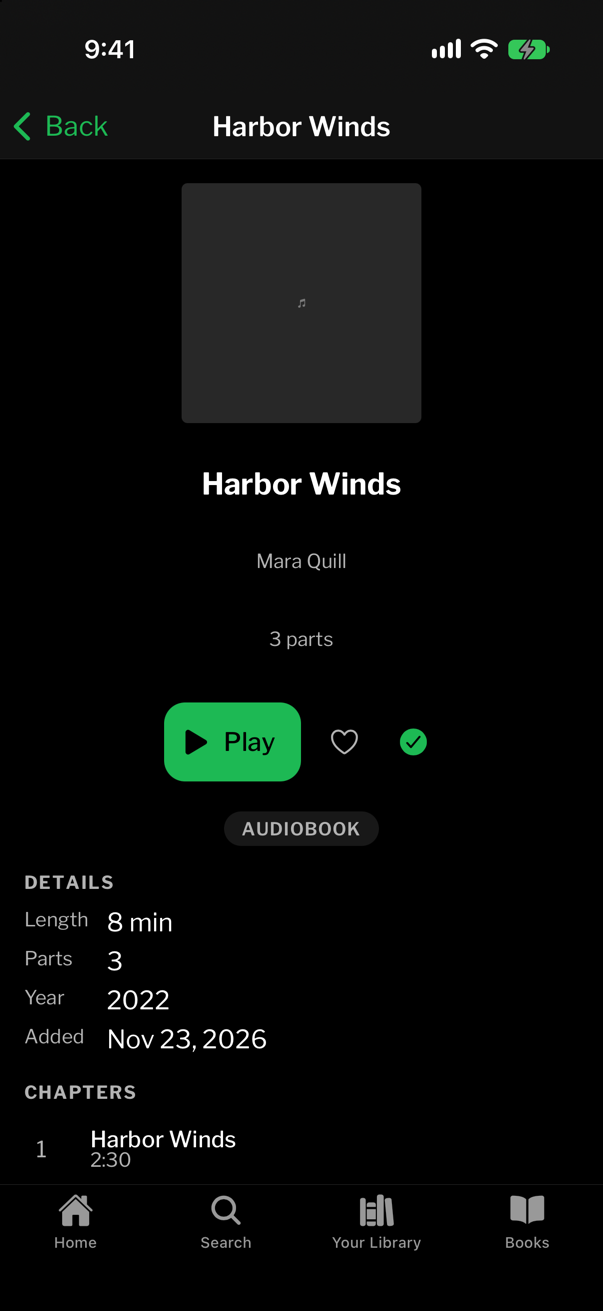 9:41
Back
Harbor Winds
Harbor Winds
Mara Quill
3 parts
Play
AUDIOBOOK
DETAILS
Length 8 min
Parts 3
Year 2022
Added Nov 23, 2026
CHAPTERS
1 Harbor Winds
2:30
Home Search Your Library Books